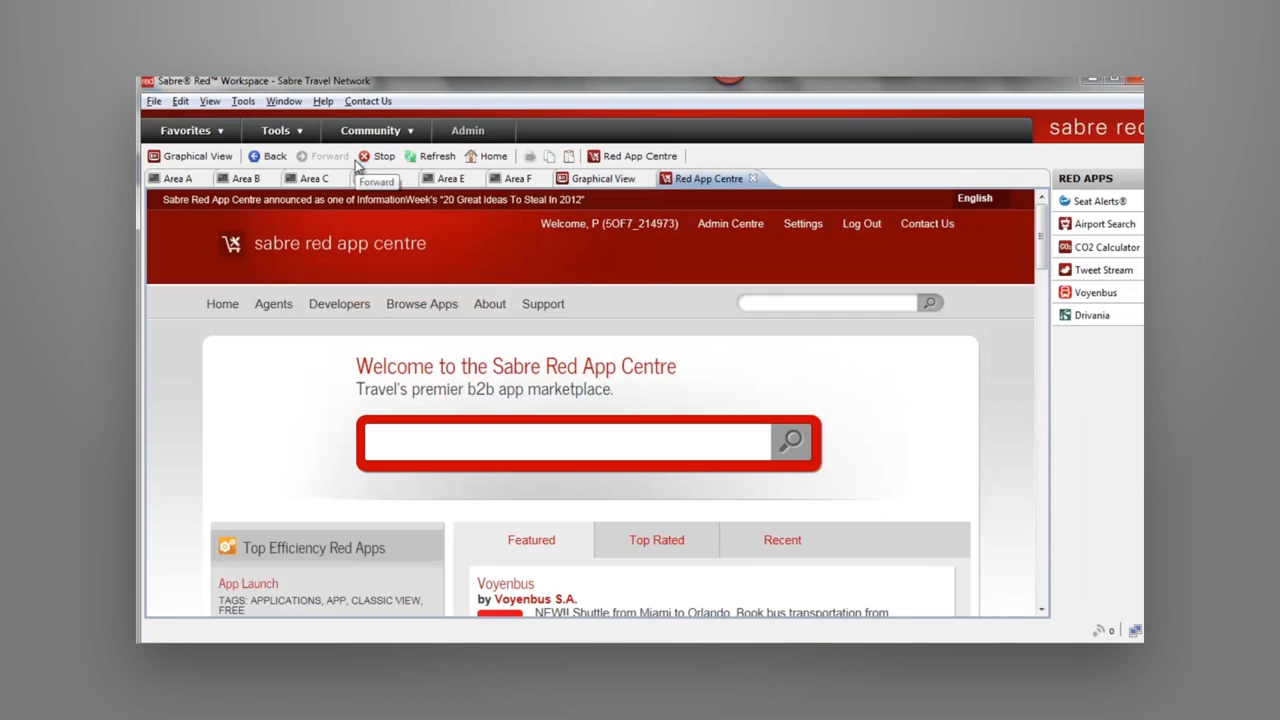 red Sabre® Red™ Workspace - Sabre Travel Network
File Edit View Tools Window Help Contact Us
Favorites ▼ Tools ▼ Community ▼ Admin
sabre red
Graphical View Back Forward Stop Refresh Home Red App Centre
Area A Area B Area C Area E Area F Graphical View Red App Centre
Forward
Sabre Red App Centre announced as one of InformationWeek's "20 Great Ideas To Steal In 2012" English
Welcome, P (5OF7_214973) Admin Centre Settings Log Out Contact Us
sabre red app centre
Home Agents Developers Browse Apps About Support
Welcome to the Sabre Red App Centre
Travel's premier b2b app marketplace.
Top Efficiency Red Apps
App Launch
TAGS: APPLICATIONS, APP, CLASSIC VIEW,
FREE
Featured Top Rated Recent
Voyenbus
by Voyenbus S.A.
NEW!! Shuttle from Miami to Orlando. Book bus transportation from
RED APPS
Seat Alerts®
Airport Search
CO2 CO2 Calculator
Tweet Stream
Voyenbus
Drivania
0